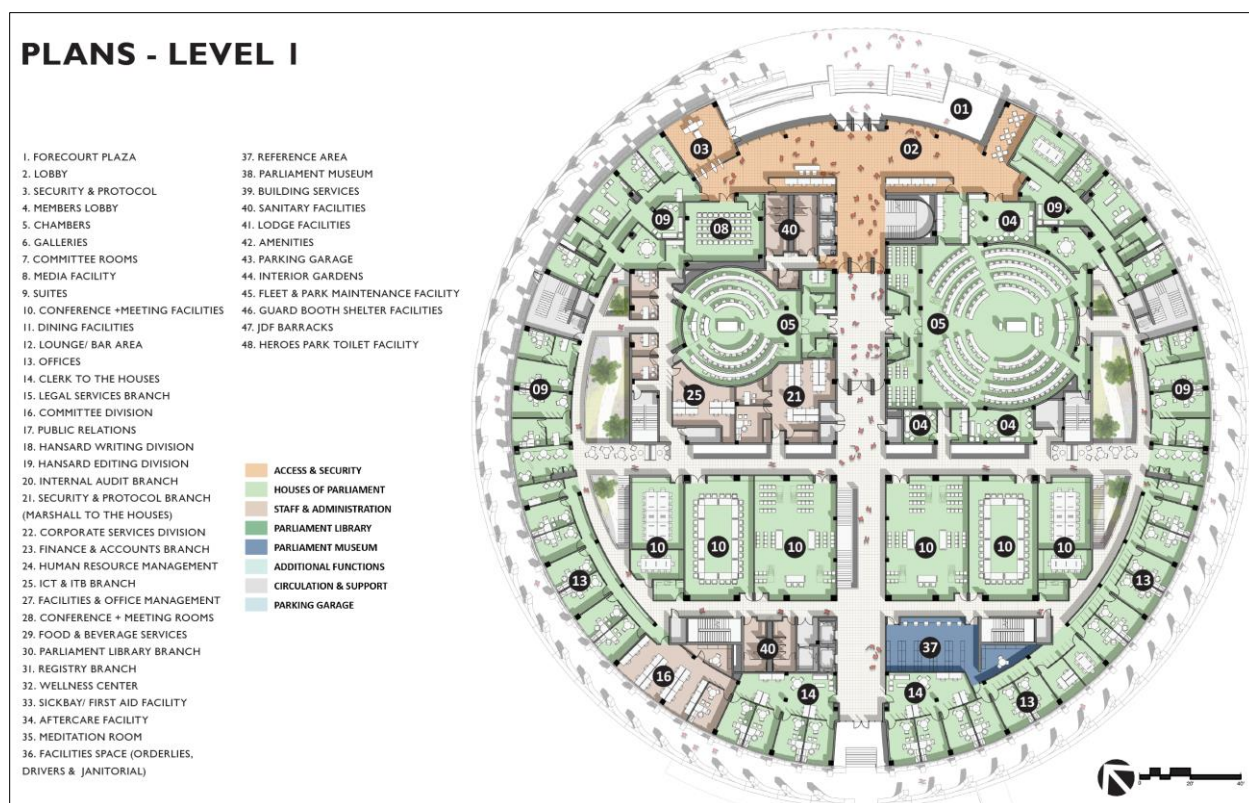 PLANS - LEVEL I
1. FORECOURT PLAZA
2. LOBBY
3. SECURITY & PROTOCOL
4. MEMBERS LOBBY
5. CHAMBERS
6. GALLERIES
7. COMMITTEE ROOMS
8. MEDIA FACILITY
9. SUITES
10. CONFERENCE +MEETING FACILITIES
11. DINING FACILITIES
12. LOUNGE/ BAR AREA
13. OFFICES
14. CLERK TO THE HOUSES
15. LEGAL SERVICES BRANCH
16. COMMITTEE DIVISION
17. PUBLIC RELATIONS
18. HANSARD WRITING DIVISION
19. HANSARD EDITING DIVISION
20. INTERNAL AUDIT BRANCH
21. SECURITY & PROTOCOL BRANCH
(MARSHALL TO THE HOUSES)
22. CORPORATE SERVICES DIVISION
23. FINANCE & ACCOUNTS BRANCH
24. HUMAN RESOURCE MANAGEMENT
25. ICT & ITB BRANCH
27. FACILITIES & OFFICE MANAGEMENT
28. CONFERENCE + MEETING ROOMS
29. FOOD & BEVERAGE SERVICES
30. PARLIAMENT LIBRARY BRANCH
31. REGISTRY BRANCH
32. WELLNESS CENTER
33. SICKBAY/ FIRST AID FACILITY
34. AFTERCARE FACILITY
35. MEDITATION ROOM
36. FACILITIES SPACE (ORDERLIES,
DRIVERS & JANITORIAL)
37. REFERENCE AREA
38. PARLIAMENT MUSEUM
39. BUILDING SERVICES
40. SANITARY FACILITIES
41. LODGE FACILITIES
42. AMENITIES
43. PARKING GARAGE
44. INTERIOR GARDENS
45. FLEET & PARK MAINTENANCE FACILITY
46. GUARD BOOTH SHELTER FACILITIES
47. JDF BARRACKS
48. HEROES PARK TOILET FACILITY
ACCESS & SECURITY
HOUSES OF PARLIAMENT
STAFF & ADMINISTRATION
PARLIAMENT LIBRARY
PARLIAMENT MUSEUM
ADDITIONAL FUNCTIONS
CIRCULATION & SUPPORT
PARKING GARAGE
01
03 02
09 08 40 04 09
05 05
09 25 21 09
04 04
10 10 10 10 10 10
13 13
40 37
16 14 14 13
0 20' 40'